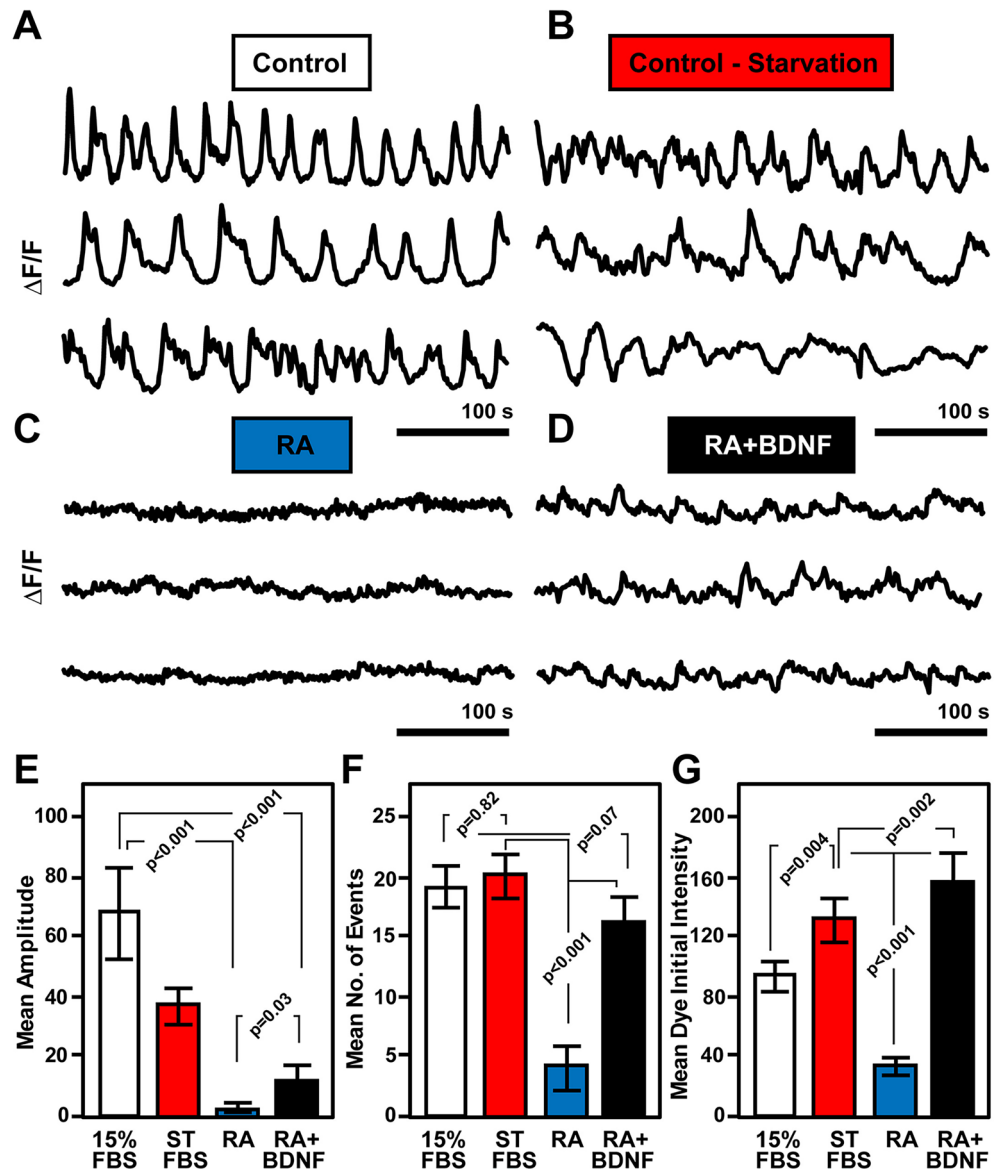 A
Control
B
Control - Starvation
ΔF/F
100 s
100 s
C
RA
D
RA+BDNF
ΔF/F
100 s
100 s
E
Mean Amplitude
100
80
60
40
20
0
p<0.001
p<0.001
p=0.03
15%
FBS
ST
FBS
RA
RA+
BDNF
F
Mean No. of Events
25
20
15
10
5
0
p=0.82
p=0.07
p<0.001
15%
FBS
ST
FBS
RA
RA+
BDNF
G
Mean Dye Initial Intensity
200
160
120
80
40
0
p=0.004
p=0.002
p<0.001
15%
FBS
ST
FBS
RA
RA+
BDNF